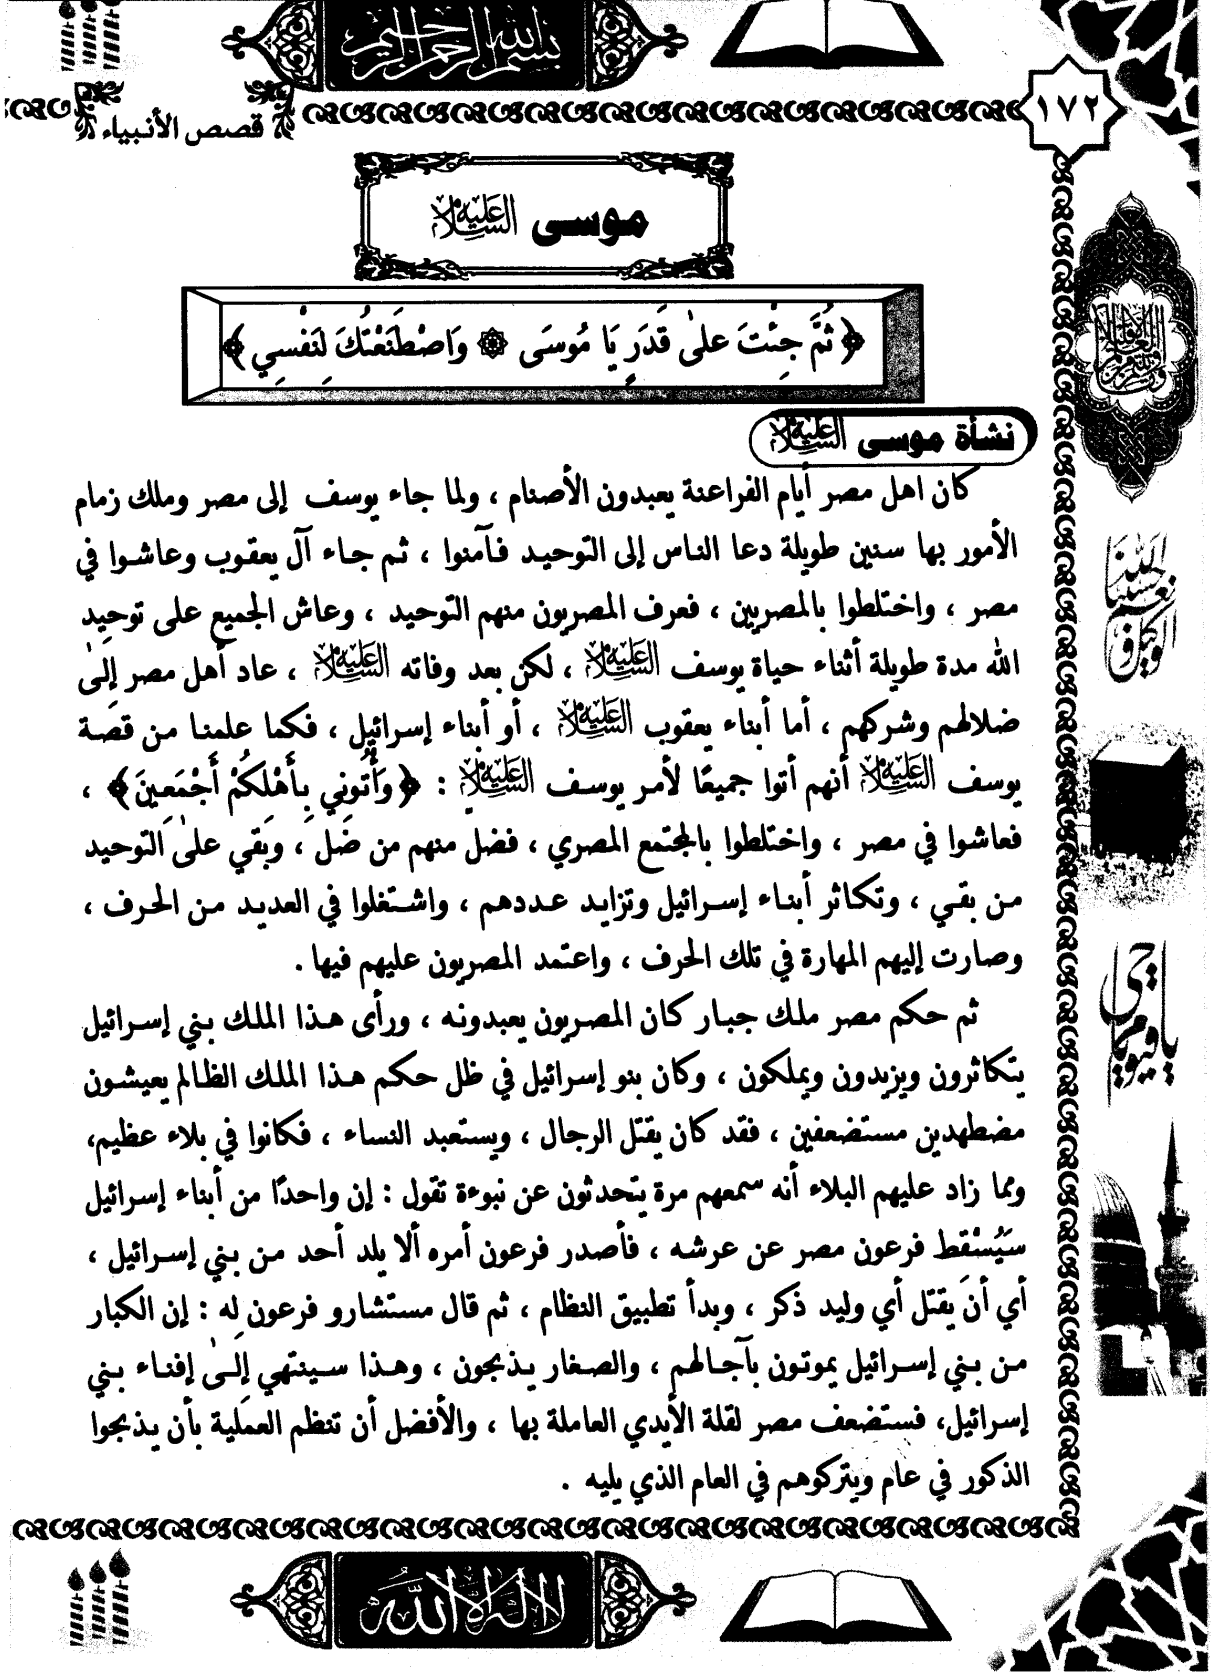 بسم الله الرحمن الرحيم
١٧٢
قصص الأنبياء
موسى عليه السلام
﴿ ثُمَّ جِئْتَ عَلَىٰ قَدَرٍ يَا مُوسَى ۞ وَاصْطَنَعْتُكَ لِنَفْسِي ﴾
نشأة موسى عليه السلام
كان اهل مصر أيام الفراعنة يعبدون الأصنام ، ولما جاء يوسف إلى مصر وملك زمام
الأمور بها سنين طويلة دعا الناس إلى التوحيد فآمنوا ، ثم جاء آل يعقوب وعاشوا في
مصر ، واختلطوا بالمصريين ، فعرف المصريون منهم التوحيد ، وعاش الجميع على توحيد
الله مدة طويلة أثناء حياة يوسف عليه السلام ، لكن بعد وفاته عليه السلام ، عاد أهل مصر إلى
ضلالهم وشركهم ، أما أبناء يعقوب عليه السلام ، أو أبناء إسرائيل ، فكما علمنا من قصة
يوسف عليه السلام أنهم أتوا جميعًا لأمر يوسف عليه السلام : ﴿ وَأْتُونِي بِأَهْلِكُمْ أَجْمَعِينَ﴾ ،
فعاشوا في مصر ، واختلطوا بالمجتمع المصري ، فضل منهم من ضل ، وبقي على التوحيد
من بقي ، وتكاثر أبناء إسرائيل وتزايد عددهم ، واشتغلوا في العديد من الحرف ،
وصارت إليهم المهارة في تلك الحرف ، واعتمد المصريون عليهم فيها .
ثم حكم مصر ملك جبار كان المصريون يعبدونه ، ورأى هذا الملك بني إسرائيل
يتكاثرون ويزيدون ويملكون ، وكان بنو إسرائيل في ظل حكم هذا الملك الظالم يعيشون
مضطهدين مستضعفين ، فقد كان يقتل الرجال ، ويستعبد النساء ، فكانوا في بلاء عظيم،
ومما زاد عليهم البلاء أنه سمعهم مرة يتحدثون عن نبوءة تقول : إن واحدًا من أبناء إسرائيل
سَيُسْقط فرعون مصر عن عرشه ، فأصدر فرعون أمره ألا يلد أحد من بني إسرائيل ،
أي أن يقتل أي وليد ذكر ، وبدأ تطبيق النظام ، ثم قال مستشارو فرعون له : إن الكبار
من بني إسرائيل يموتون بآجالهم ، والصغار يذبحون ، وهذا سينتهي إلى إفناء بني
إسرائيل، فستضعف مصر لقلة الأيدي العاملة بها ، والأفضل أن تنظم العملية بأن يذبحوا
الذكور في عام ويتركوهم في العام الذي يليه .
حسبنا الله ونعم الوكيل
يا حي يا قيوم
لا إله إلا الله